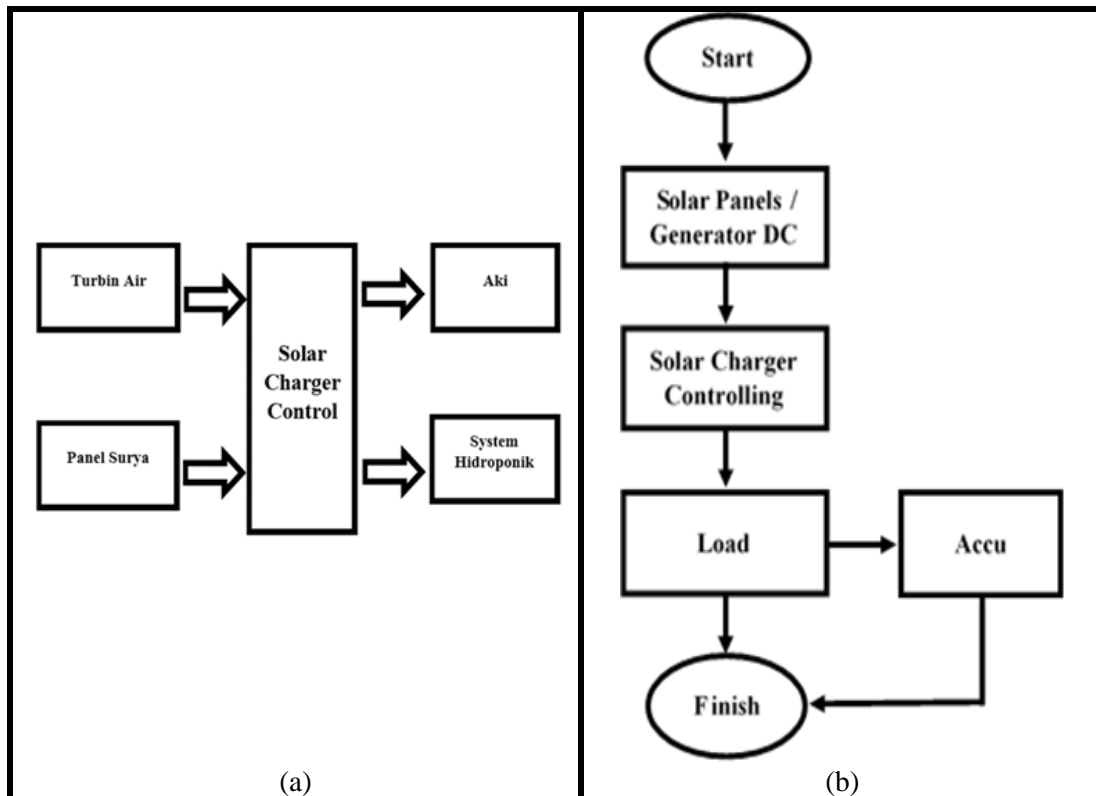 Turbin Air
Panel Surya
Solar
Charger
Control
Aki
System
Hidroponik
(a)
Start
Solar Panels /
Generator DC
Solar Charger
Controlling
Load
Accu
Finish
(b)